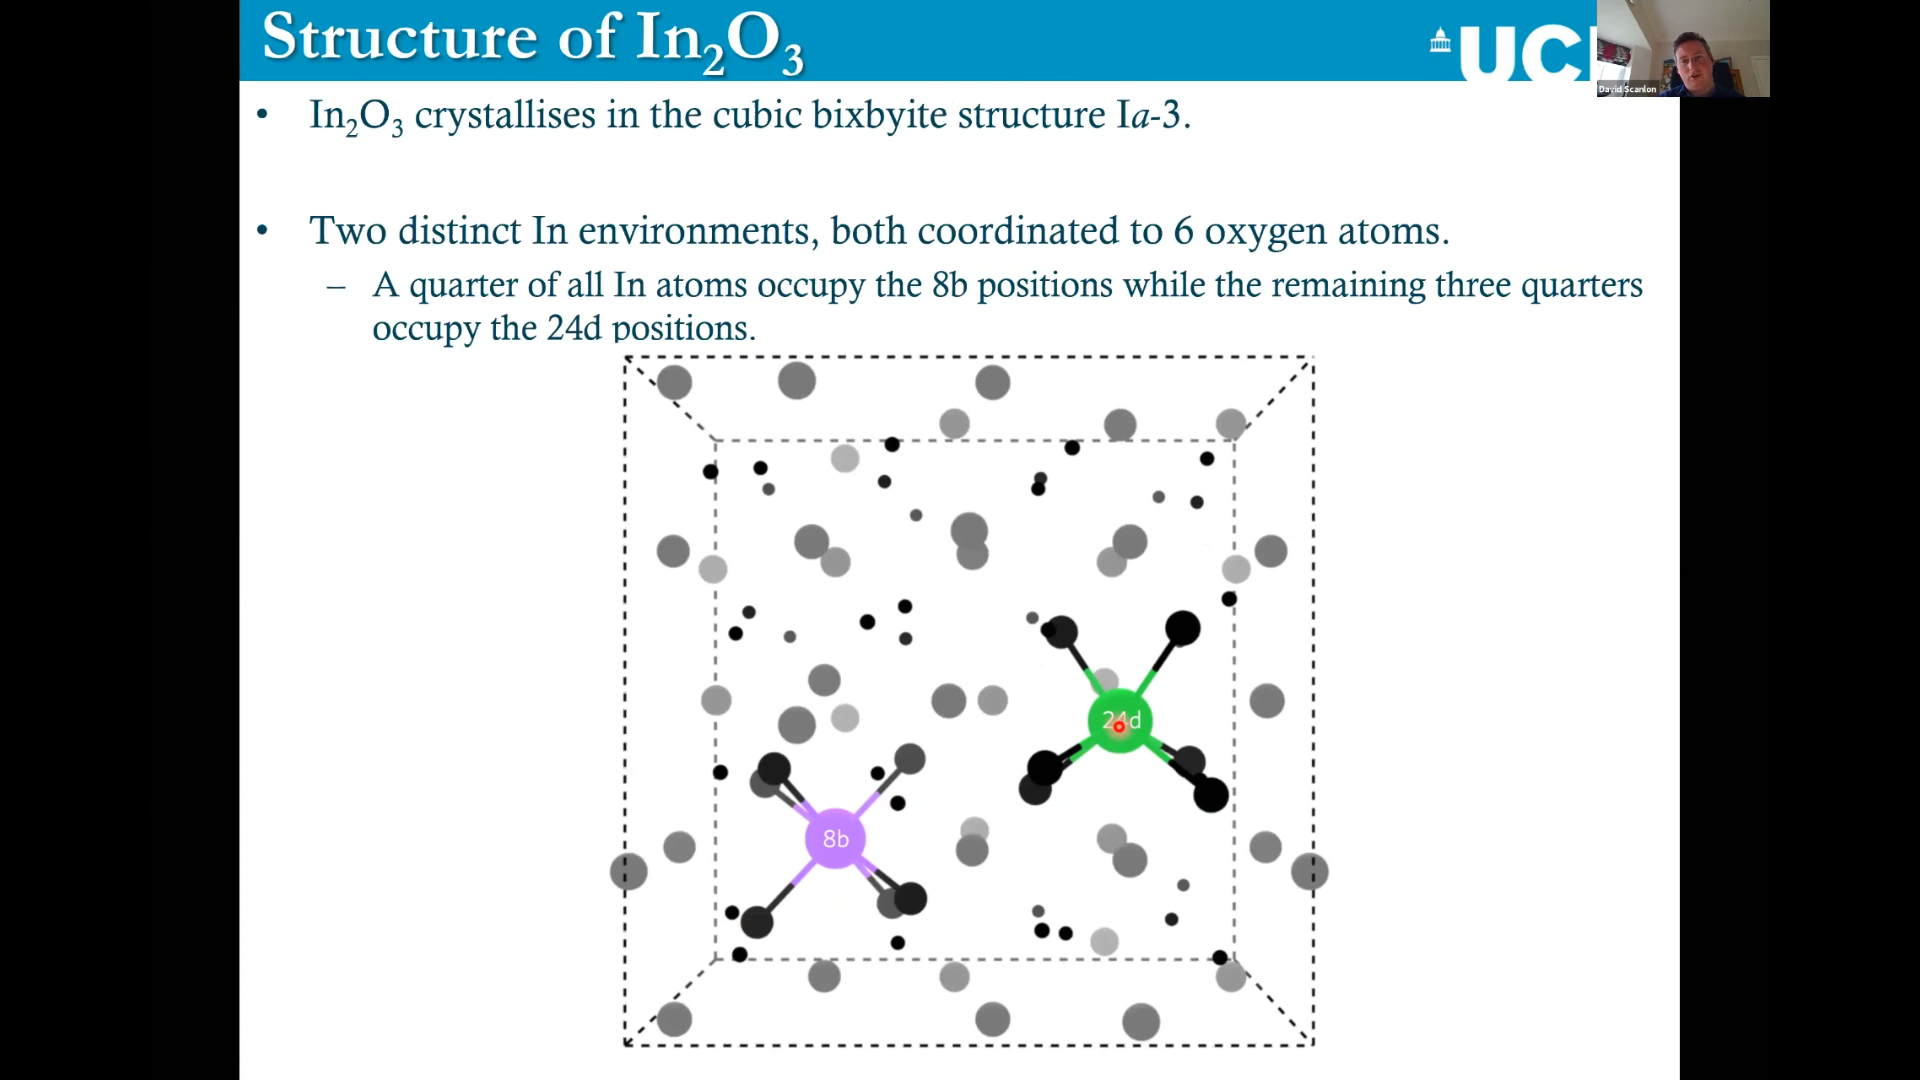 Structure of In₂O₃
UC
David Scanlon
• In₂O₃ crystallises in the cubic bixbyite structure Ia-3.
• Two distinct In environments, both coordinated to 6 oxygen atoms.
– A quarter of all In atoms occupy the 8b positions while the remaining three quarters
occupy the 24d positions.
24d
8b